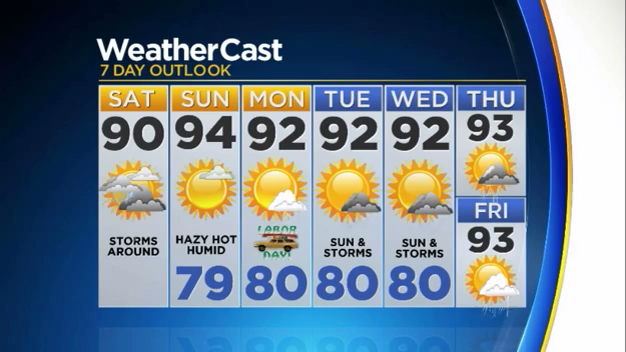 WeatherCast
7 DAY OUTLOOK
SAT
90
STORMS
AROUND
SUN
94
HAZY HOT
HUMID
79
MON
92
LABOR
DAY!
80
TUE
92
SUN &
STORMS
80
WED
92
SUN &
STORMS
80
THU
93
FRI
93